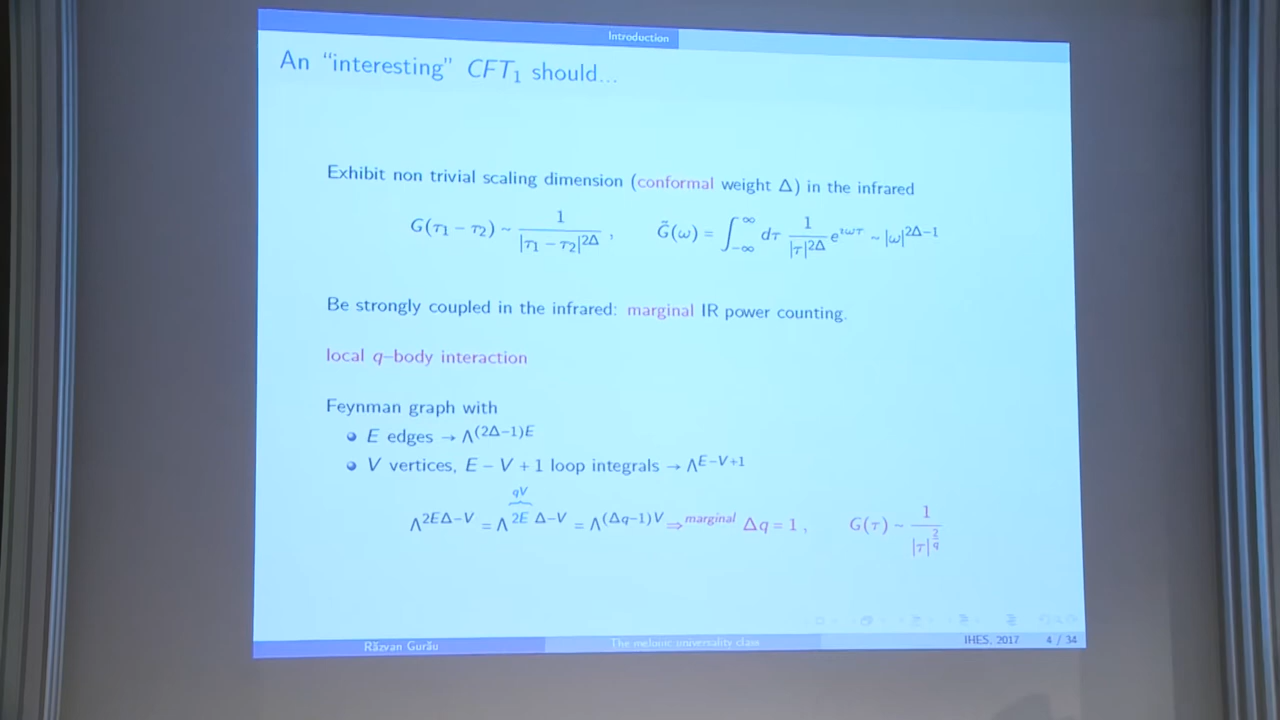 Introduction
An “interesting” CFT₁ should...
Exhibit non trivial scaling dimension (conformal weight Δ) in the infrared
G(τ₁ − τ₂) ~ 1/|τ₁ − τ₂|^{2Δ} , G̃(ω) = ∫_{−∞}^{∞} dτ 1/|τ|^{2Δ} e^{ıωτ} ~ |ω|^{2Δ−1}
Be strongly coupled in the infrared: marginal IR power counting.
local q–body interaction
Feynman graph with
• E edges → Λ^{(2Δ−1)E}
• V vertices, E − V + 1 loop integrals → Λ^{E−V+1}
qV
Λ^{2EΔ−V} = Λ^{2E Δ−V} = Λ^{(Δq−1)V} ⇒^{marginal} Δq = 1 , G(τ) ~ 1/|τ|^{2/q}
Răzvan Gurău The melonic universality class IHES, 2017 4 / 34